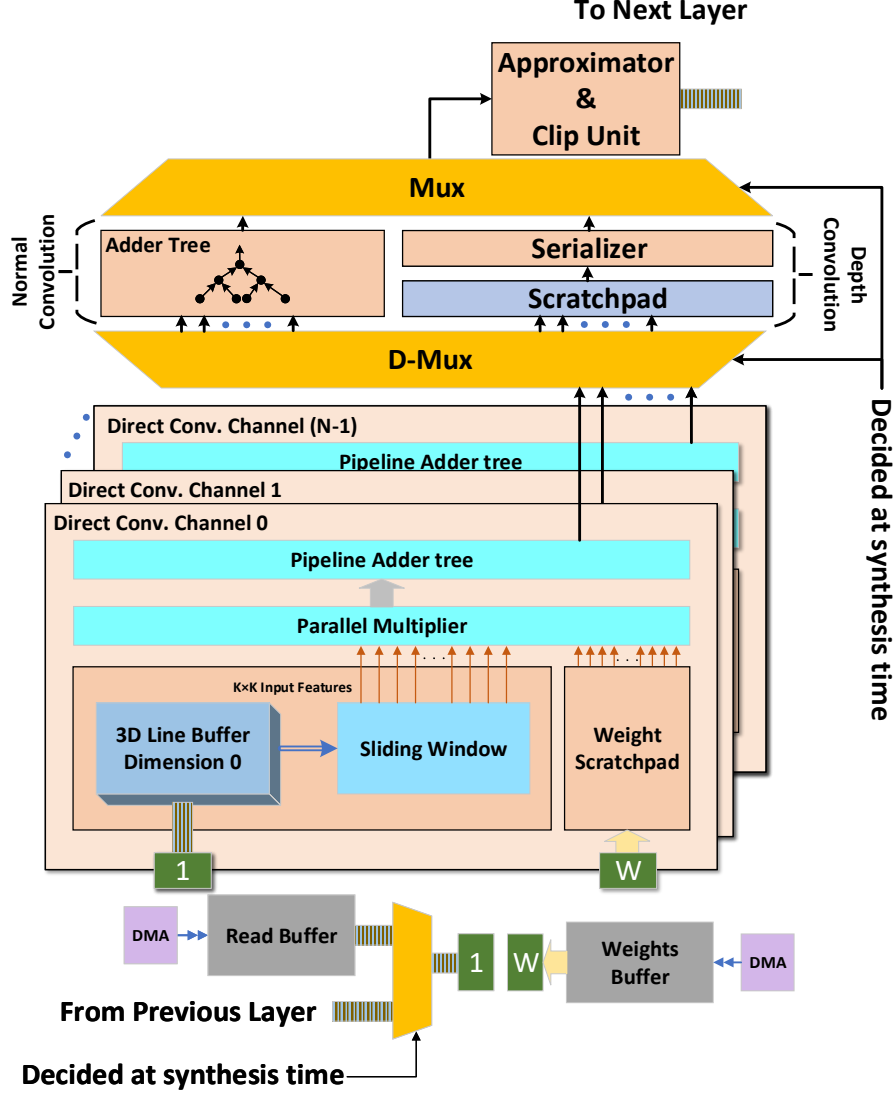 To Next Layer
Approximator
&
Clip Unit
Mux
Normal
Convolution
Adder Tree
Serializer
Scratchpad
Depth
Convolution
D-Mux
Decided at synthesis time
Direct Conv. Channel (N-1)
Pipeline Adder tree
Direct Conv. Channel 1
Direct Conv. Channel 0
Pipeline Adder tree
Parallel Multiplier
...
...
K×K Input Features
3D Line Buffer
Dimension 0
Sliding Window
Weight
Scratchpad
1
W
DMA
Read Buffer
1
W
Weights
Buffer
DMA
From Previous Layer
Decided at synthesis time